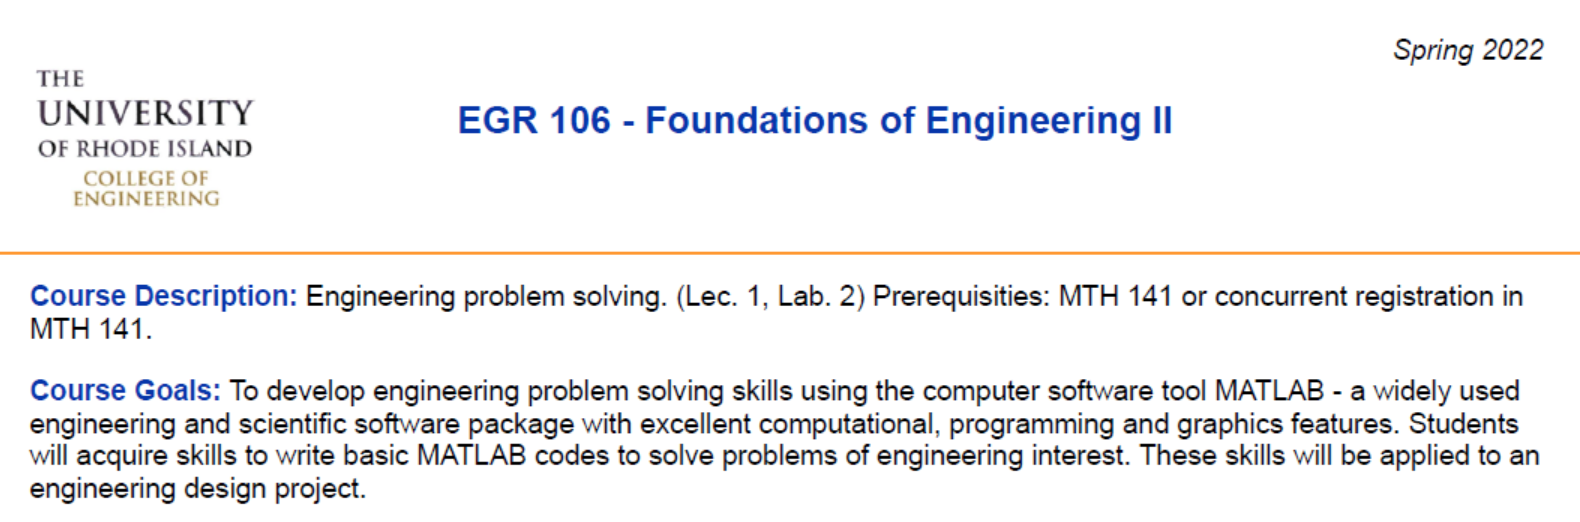 Spring 2022
THE
UNIVERSITY
OF RHODE ISLAND
COLLEGE OF
ENGINEERING
EGR 106 - Foundations of Engineering II
Course Description: Engineering problem solving. (Lec. 1, Lab. 2) Prerequisities: MTH 141 or concurrent registration in
MTH 141.
Course Goals: To develop engineering problem solving skills using the computer software tool MATLAB - a widely used
engineering and scientific software package with excellent computational, programming and graphics features. Students
will acquire skills to write basic MATLAB codes to solve problems of engineering interest. These skills will be applied to an
engineering design project.